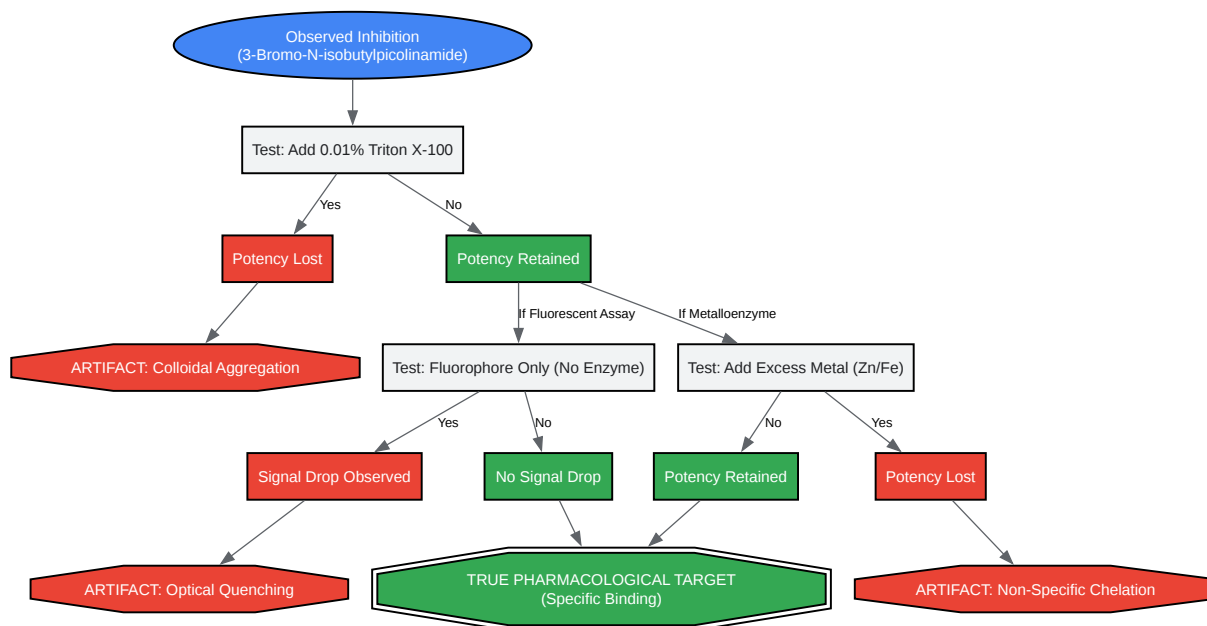 Observed Inhibition
(3-Bromo-N-isobutylpicolinamide)
Test: Add 0.01% Triton X-100
Yes
No
Potency Lost
Potency Retained
If Fluorescent Assay
If Metalloenzyme
ARTIFACT: Colloidal Aggregation
Test: Fluorophore Only (No Enzyme)
Test: Add Excess Metal (Zn/Fe)
Yes
No
No
Yes
Signal Drop Observed
No Signal Drop
Potency Retained
Potency Lost
ARTIFACT: Optical Quenching
TRUE PHARMACOLOGICAL TARGET
(Specific Binding)
ARTIFACT: Non-Specific Chelation